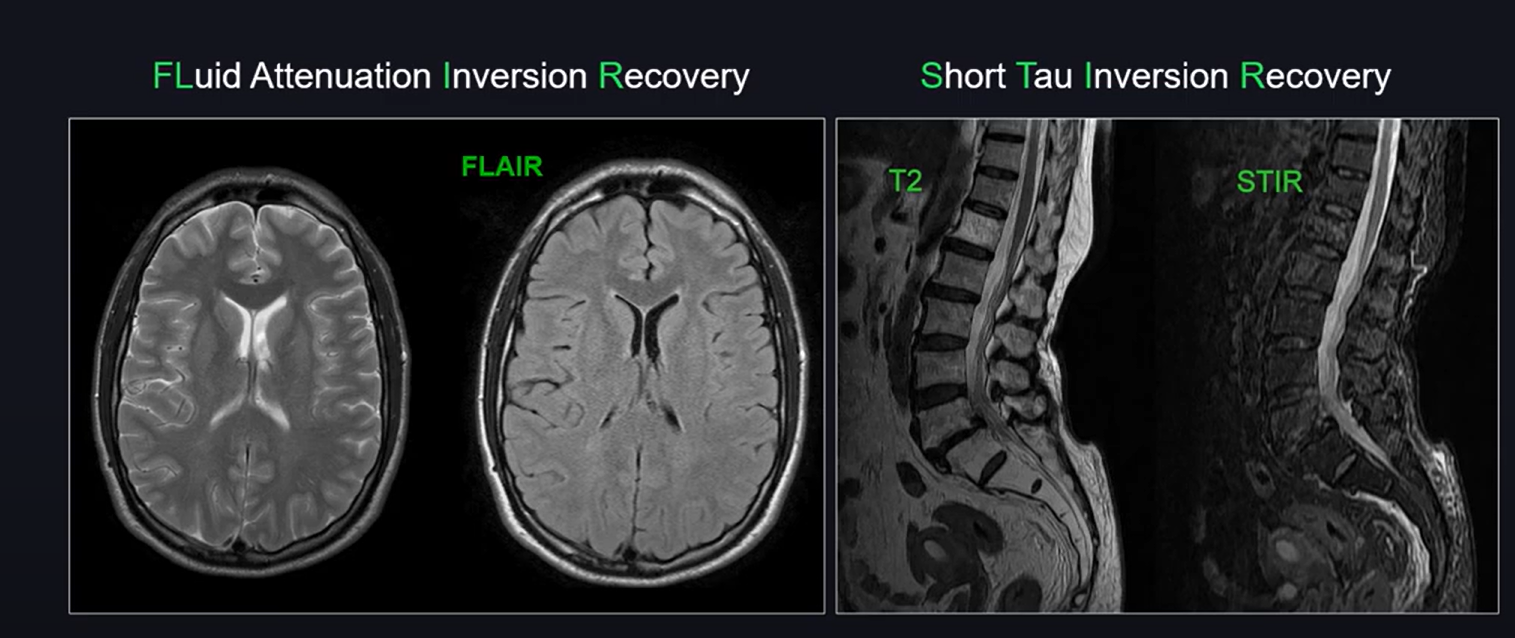 FLuid Attenuation Inversion Recovery
Short Tau Inversion Recovery
FLAIR
T2
STIR